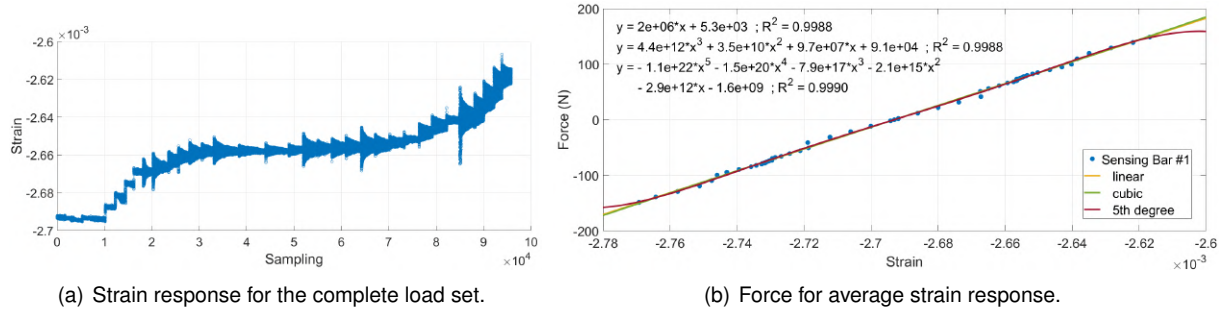 ×10⁻³
-2.6
-2.62
-2.64
-2.66
-2.68
-2.7
Strain
0 2 4 6 8 10
Sampling
×10⁴
(a) Strain response for the complete load set.
200
100
0
-100
-200
Force (N)
y = 2e+06*x + 5.3e+03 ; R² = 0.9988
y = 4.4e+12*x³ + 3.5e+10*x² + 9.7e+07*x + 9.1e+04 ; R² = 0.9988
y = - 1.1e+22*x⁵ - 1.5e+20*x⁴ - 7.9e+17*x³ - 2.1e+15*x²
- 2.9e+12*x - 1.6e+09 ; R² = 0.9990
Sensing Bar #1
linear
cubic
5th degree
-2.78 -2.76 -2.74 -2.72 -2.7 -2.68 -2.66 -2.64 -2.62 -2.6
Strain
×10⁻³
(b) Force for average strain response.